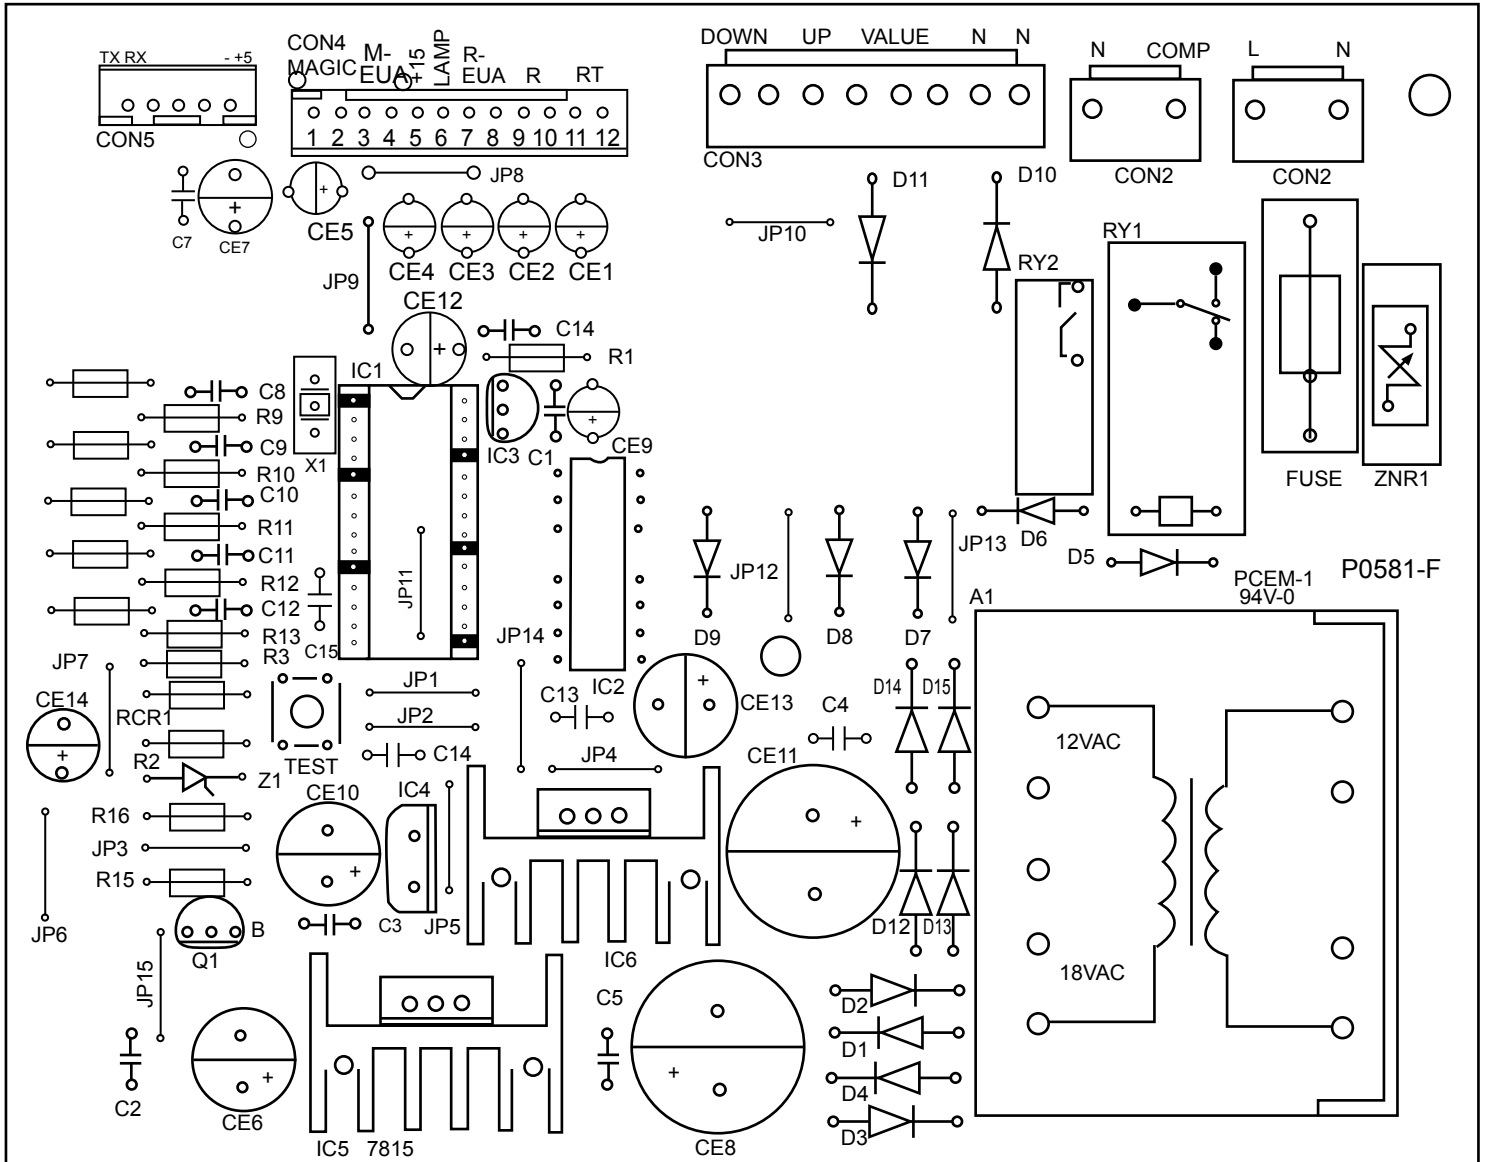 TX RX - +5
CON5
CON4
MAGIC
M-
EUA
+15
LAMP
R-
EUA
R
RT
1 2 3 4 5 6 7 8 9 10 11 12
DOWN UP VALUE N N
CON3
N COMP
CON2
L N
CON2
C7
+
CE7
+
CE5
JP8
JP9
+
CE4
+
CE3
+
CE2
+
CE1
D11
D10
JP10
RY2
RY1
FUSE
ZNR1
CE12
+
C14
R1
IC1
IC3
C1
+
CE9
X1
C8
R9
C9
R10
C10
R11
C11
R12
C12
R13
R3
C15
JP11
JP14
IC2
JP12
D9
D8
D7
JP13
D6
D5
P0581-F
PCEM-1
94V-0
A1
JP7
CE14
+
RCR1
R2
Z1
TEST
JP1
JP2
C14
C13
JP4
+
CE13
C4
D14
D15
CE11
+
12VAC
18VAC
R16
JP3
R15
JP6
CE10
+
IC4
C3
JP5
IC6
D12
D13
B
Q1
JP15
C2
+
CE6
IC5 7815
C5
+
CE8
D2
D1
D4
D3